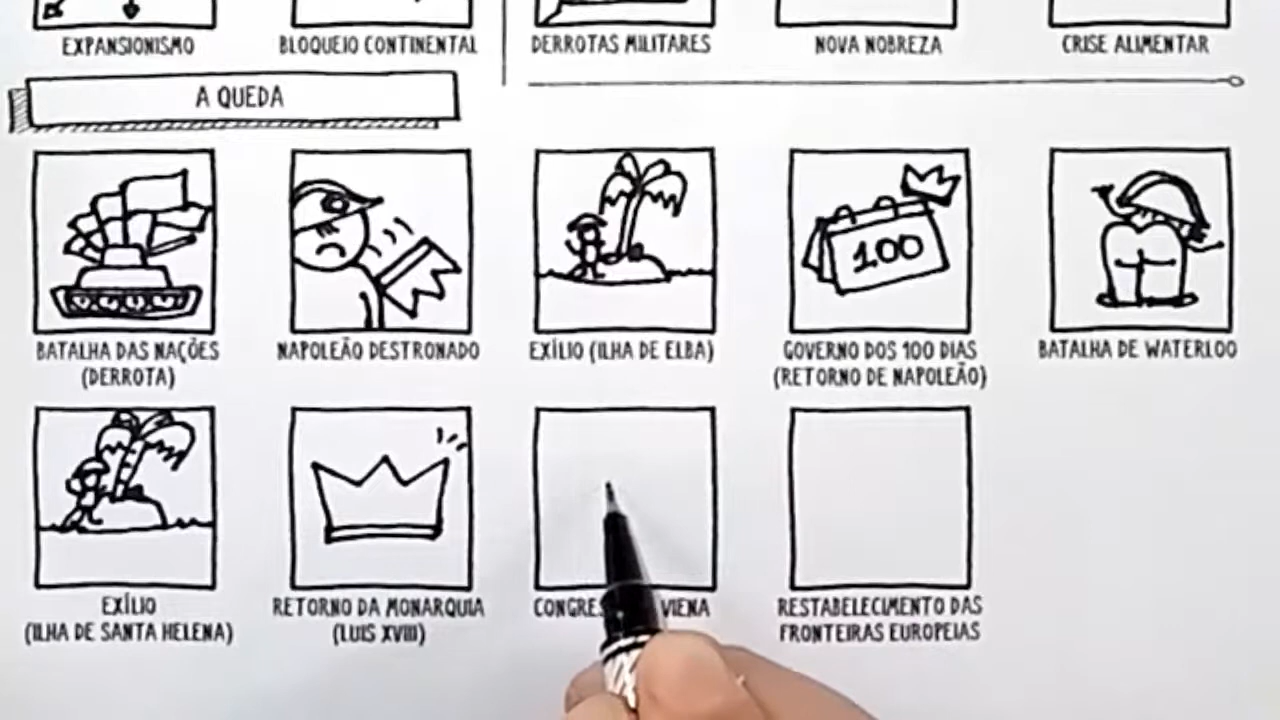 EXPANSIONISMO
BLOQUEIO CONTINENTAL
DERROTAS MILITARES
NOVA NOBREZA
CRISE ALIMENTAR
A QUEDA
BATALHA DAS NAÇÕES
(DERROTA)
NAPOLEÃO DESTRONADO
EXÍLIO (ILHA DE ELBA)
100
GOVERNO DOS 100 DIAS
(RETORNO DE NAPOLEÃO)
BATALHA DE WATERLOO
EXÍLIO
(ILHA DE SANTA HELENA)
RETORNO DA MONARQUIA
(LUIS XVIII)
VIENA
RESTABELECIMENTO DAS
FRONTEIRAS EUROPEIAS